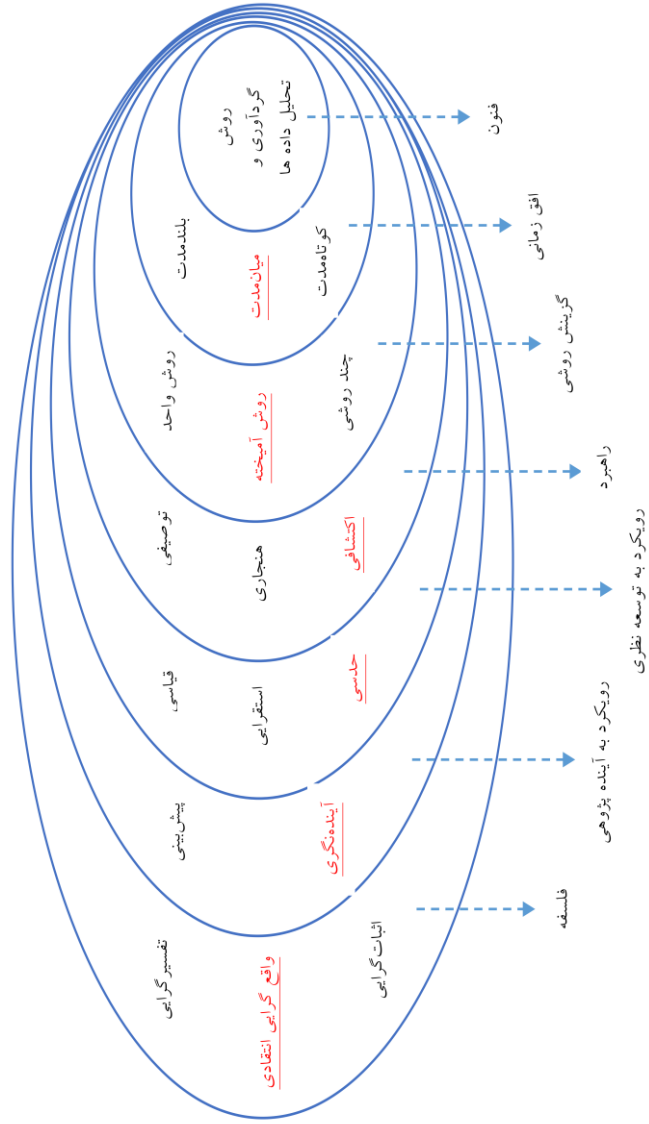 تفسیرگرایی
واقع گرایی انتقادی
اثبات‌گرایی
فلسفه
پیش‌بینی
آینده‌نگری
رویکرد به آینده پژوهی
قیاسی
استقرایی
حدسی
رویکرد به توسعه نظری
توصیفی
هنجاری
اکتشافی
راهبرد
روش واحد
روش آمیخته
چند روشی
گزینش روشی
بلندمدت
میان‌مدت
کوتاه‌مدت
افق زمانی
روش
گردآوری و
تحلیل داده ها
فنون